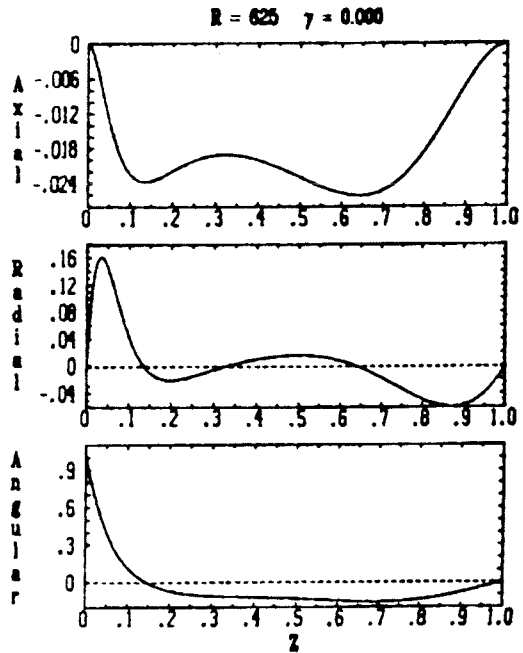 R = 625 γ = 0.000
Axial
0
-.006
-.012
-.018
-.024
0 .1 .2 .3 .4 .5 .6 .7 .8 .9 1.0
Radial
.16
.12
.08
.04
0
-.04
0 .1 .2 .3 .4 .5 .6 .7 .8 .9 1.0
Angular
.9
.6
.3
0
0 .1 .2 .3 .4 .5 .6 .7 .8 .9 1.0
Z